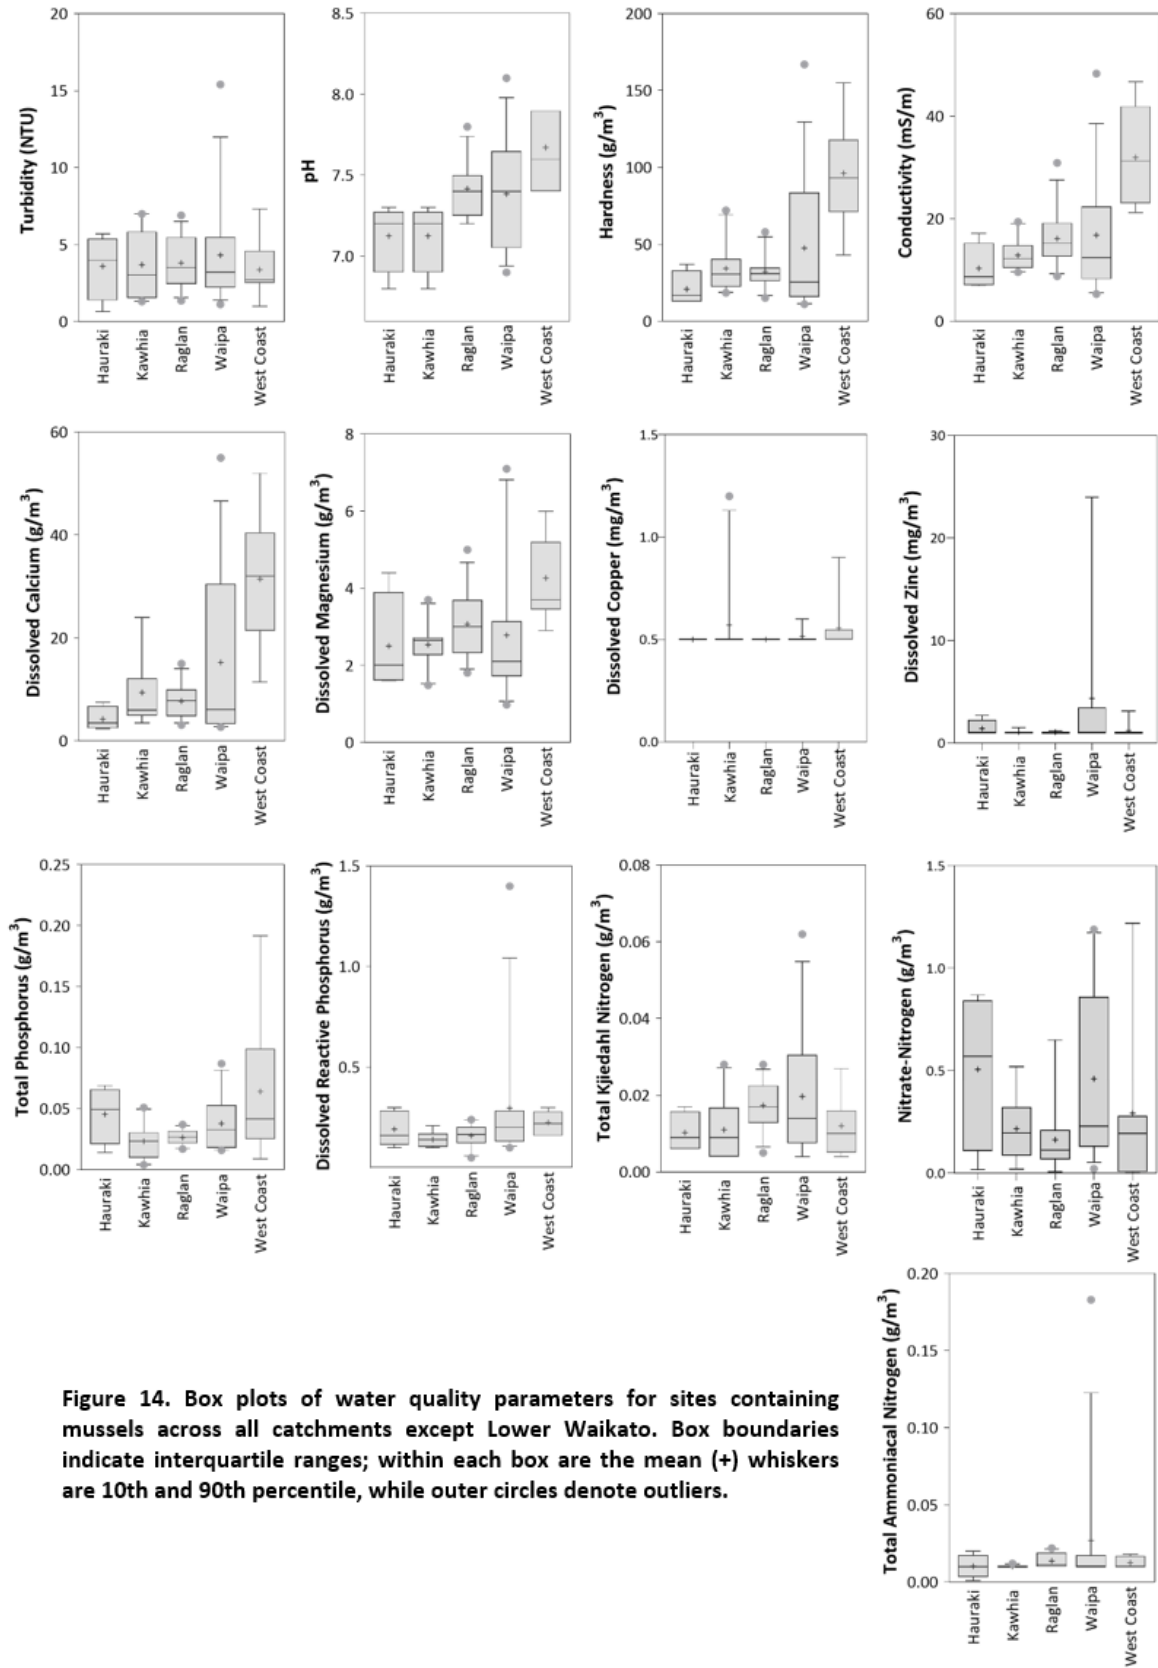 Turbidity (NTU)
20
15
10
5
0
Hauraki
Kawhia
Raglan
Waipa
West Coast
pH
8.5
8.0
7.5
7.0
Hauraki
Kawhia
Raglan
Waipa
West Coast
Hardness (g/m³)
200
150
100
50
0
Hauraki
Kawhia
Raglan
Waipa
West Coast
Conductivity (mS/m)
60
40
20
0
Hauraki
Kawhia
Raglan
Waipa
West Coast
Dissolved Calcium (g/m³)
60
40
20
0
Hauraki
Kawhia
Raglan
Waipa
West Coast
Dissolved Magnesium (g/m³)
8
6
4
2
0
Hauraki
Kawhia
Raglan
Waipa
West Coast
Dissolved Copper (mg/m³)
1.5
1.0
0.5
0.0
Hauraki
Kawhia
Raglan
Waipa
West Coast
Dissolved Zinc (mg/m³)
30
20
10
0
Hauraki
Kawhia
Raglan
Waipa
West Coast
Total Phosphorus (g/m³)
0.25
0.20
0.15
0.10
0.05
0.00
Hauraki
Kawhia
Raglan
Waipa
West Coast
Dissolved Reactive Phosphorus (g/m³)
1.5
1.0
0.5
Hauraki
Kawhia
Raglan
Waipa
West Coast
Total Kjiedahl Nitrogen (g/m³)
0.08
0.06
0.04
0.02
0.00
Hauraki
Kawhia
Raglan
Waipa
West Coast
Nitrate-Nitrogen (g/m³)
1.5
1.0
0.5
0.0
Hauraki
Kawhia
Raglan
Waipa
West Coast
Total Ammoniacal Nitrogen (g/m³)
0.20
0.15
0.10
0.05
0.00
Hauraki
Kawhia
Raglan
Waipa
West Coast
Figure 14. Box plots of water quality parameters for sites containing
mussels across all catchments except Lower Waikato. Box boundaries
indicate interquartile ranges; within each box are the mean (+) whiskers
are 10th and 90th percentile, while outer circles denote outliers.